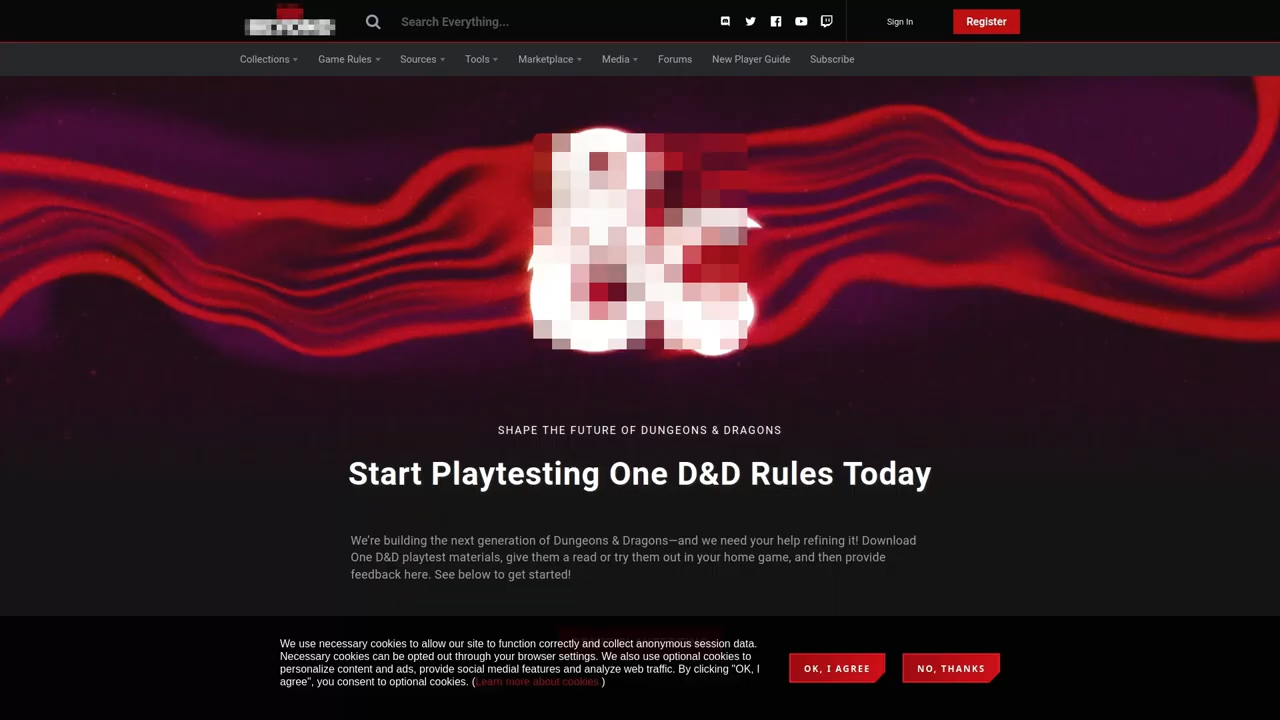 Search Everything...
Sign In
Register
Collections
Game Rules
Sources
Tools
Marketplace
Media
Forums
New Player Guide
Subscribe
SHAPE THE FUTURE OF DUNGEONS & DRAGONS
Start Playtesting One D&D Rules Today
We're building the next generation of Dungeons & Dragons—and we need your help refining it! Download
One D&D playtest materials, give them a read or try them out in your home game, and then provide
feedback here. See below to get started!
We use necessary cookies to allow our site to function correctly and collect anonymous session data.
Necessary cookies can be opted out through your browser settings. We also use optional cookies to
personalize content and ads, provide social medial features and analyze web traffic. By clicking "OK, I
agree", you consent to optional cookies. (Learn more about cookies.)
OK, I AGREE
NO, THANKS